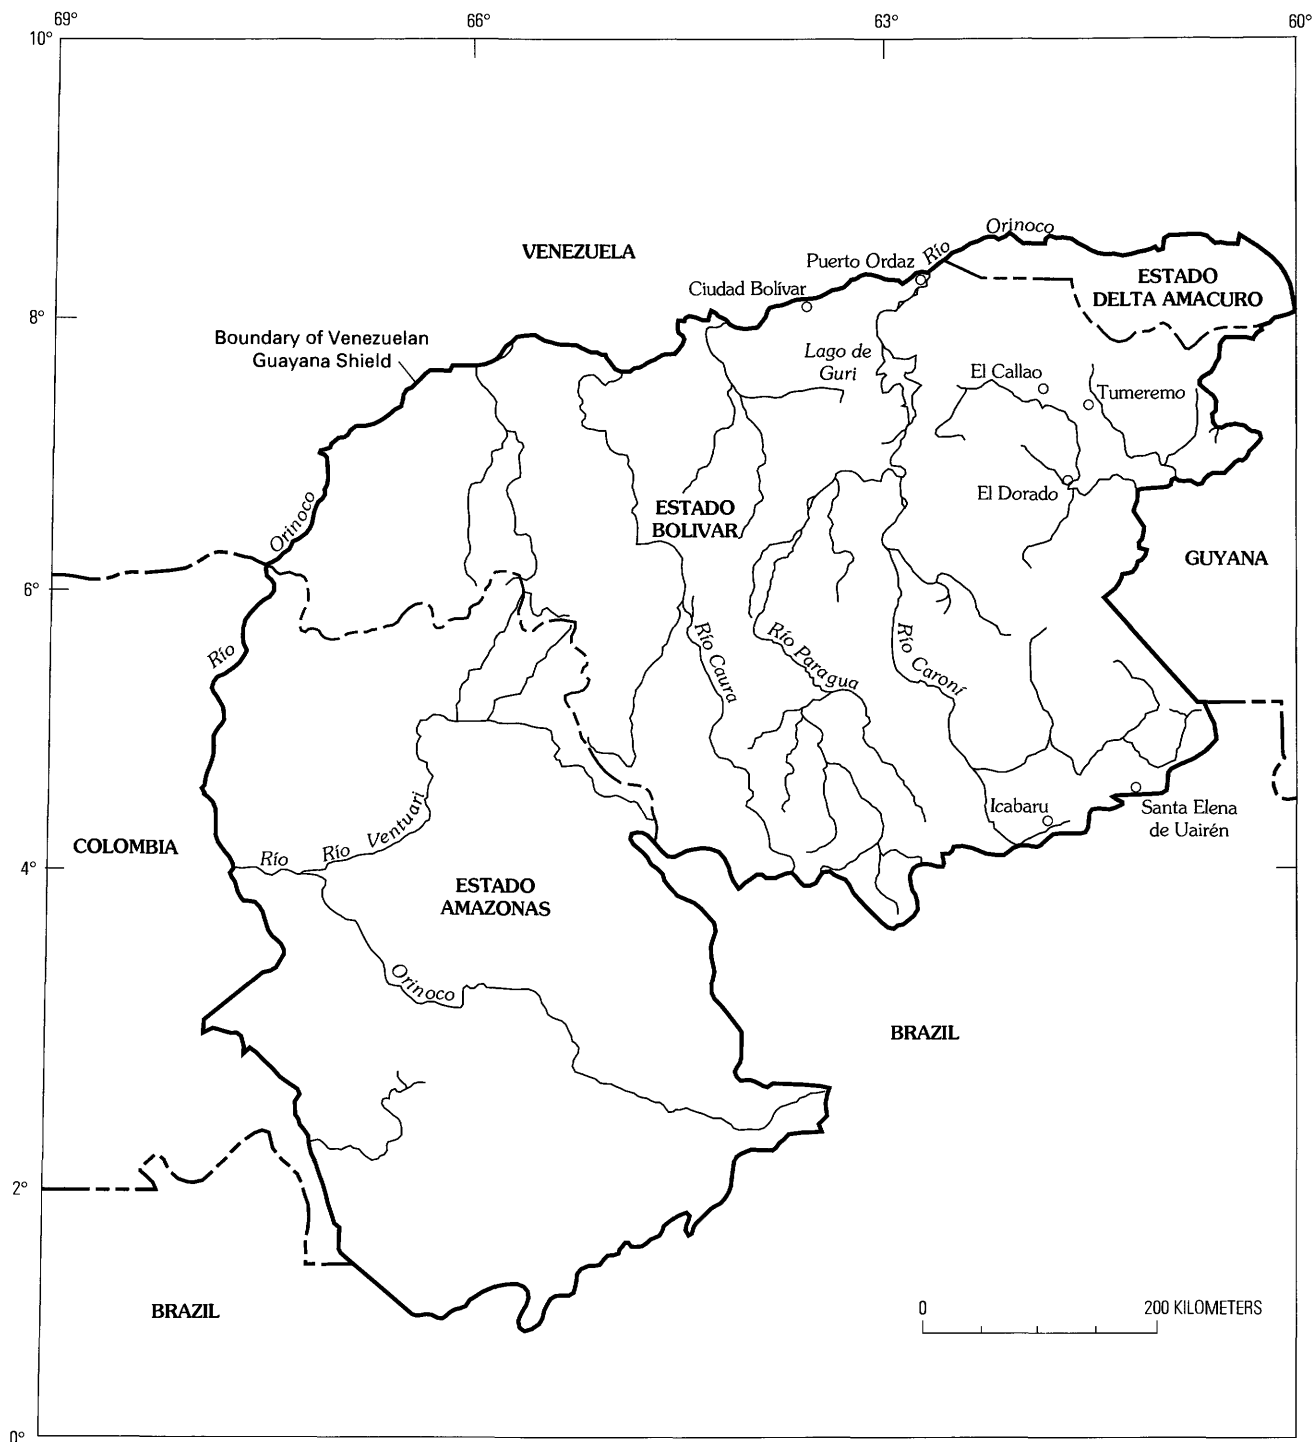 69°
66°
63°
60°
10°
Orinoco
VENEZUELA
Puerto Ordaz
Río
ESTADO
DELTA AMACURO
Ciudad Bolívar
8°
Boundary of Venezuelan
Guayana Shield
Lago de
Guri
El Callao
Tumeremo
El Dorado
Orinoco
ESTADO
BOLIVAR
GUYANA
6°
Río
Río Caura
Río Paragua
Río Caroní
Icabaru
Santa Elena
de Uairén
COLOMBIA
Río
Río Ventuari
4°
ESTADO
AMAZONAS
Orinoco
BRAZIL
2°
BRAZIL
0
200 KILOMETERS
0°